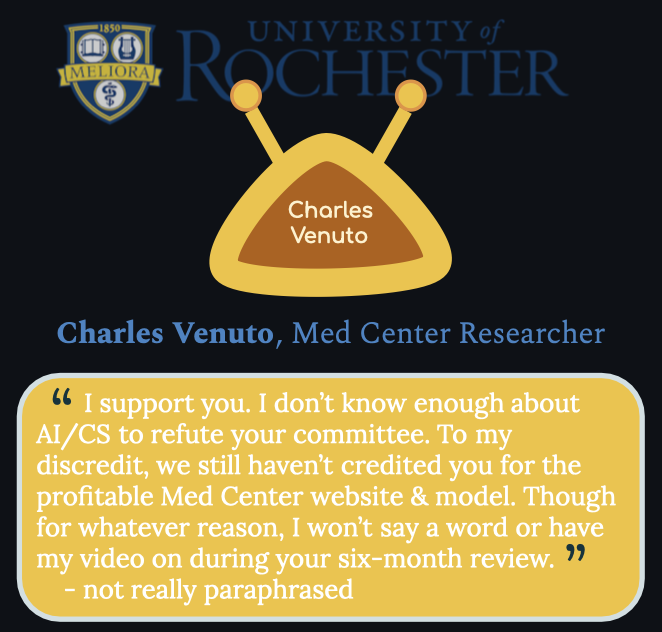 1850
MELIORA
UNIVERSITY of
ROCHESTER
Charles
Venuto
Charles Venuto, Med Center Researcher
“ I support you. I don’t know enough about
AI/CS to refute your committee. To my
discredit, we still haven’t credited you for the
profitable Med Center website & model. Though
for whatever reason, I won’t say a word or have
my video on during your six-month review. ”
- not really paraphrased